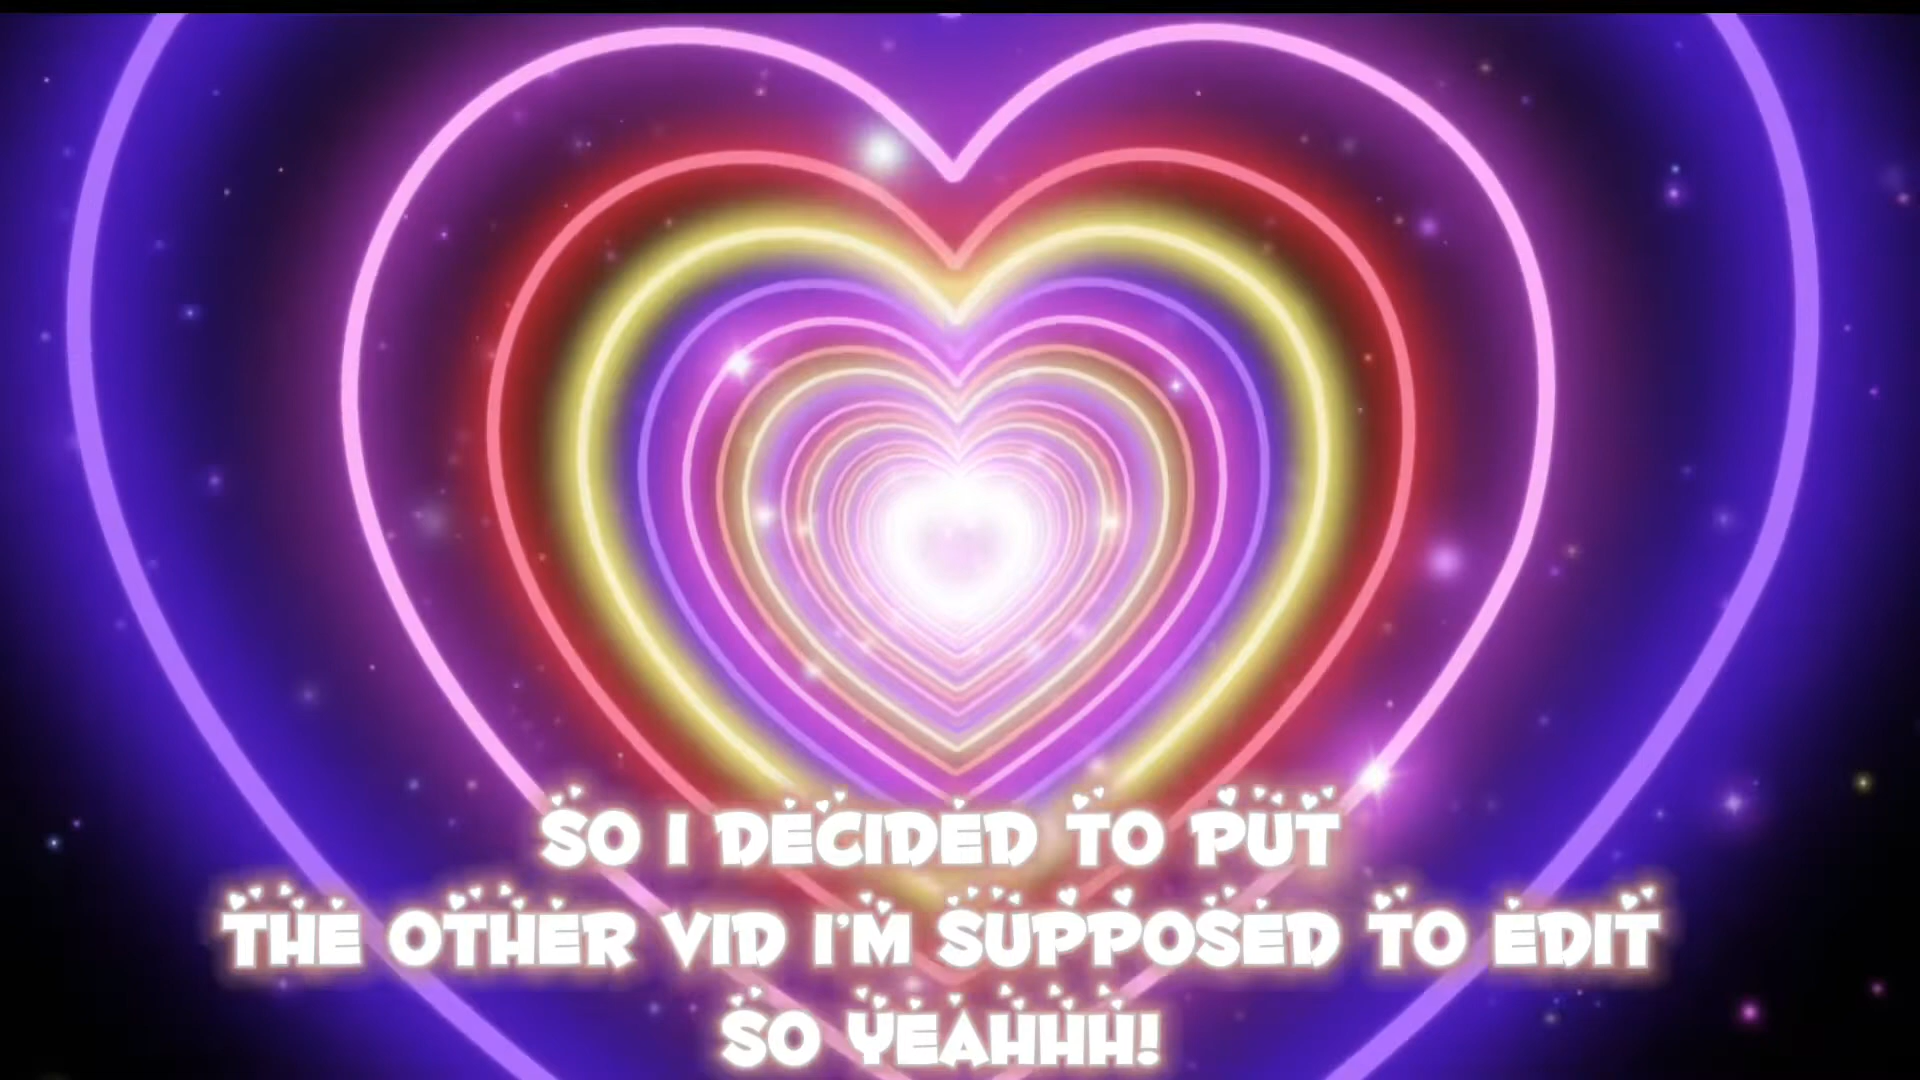 SO I DECIDED TO PUT
THE OTHER VID I'M SUPPOSED TO EDIT
SO YEAHHH!